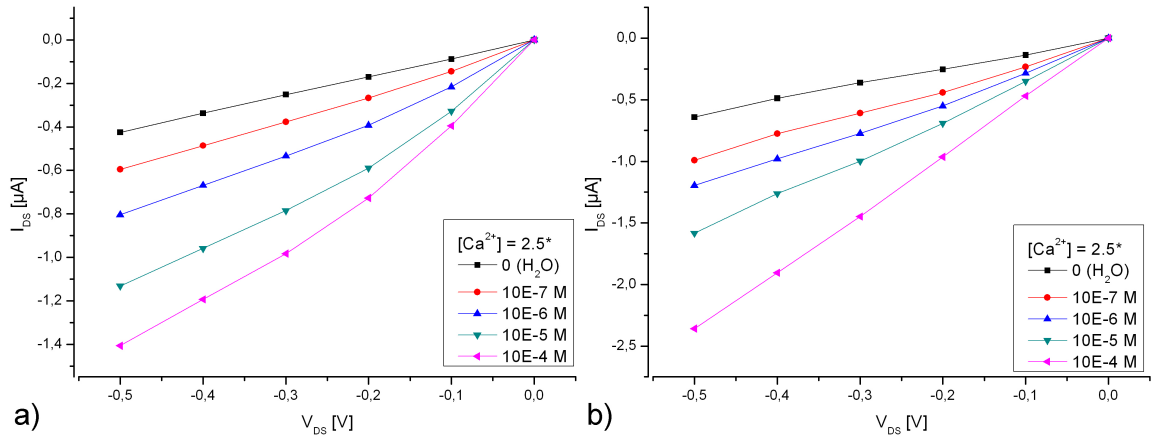 0,0
-0,2
-0,4
-0,6
-0,8
-1,0
-1,2
-1,4
I_DS [µA]
-0,5 -0,4 -0,3 -0,2 -0,1 0,0
V_DS [V]
[Ca²⁺] = 2.5*
0 (H₂O)
10E-7 M
10E-6 M
10E-5 M
10E-4 M
a)
0,0
-0,5
-1,0
-1,5
-2,0
-2,5
I_DS [µA]
-0,5 -0,4 -0,3 -0,2 -0,1 0,0
V_DS [V]
[Ca²⁺] = 2.5*
0 (H₂O)
10E-7 M
10E-6 M
10E-5 M
10E-4 M
b)